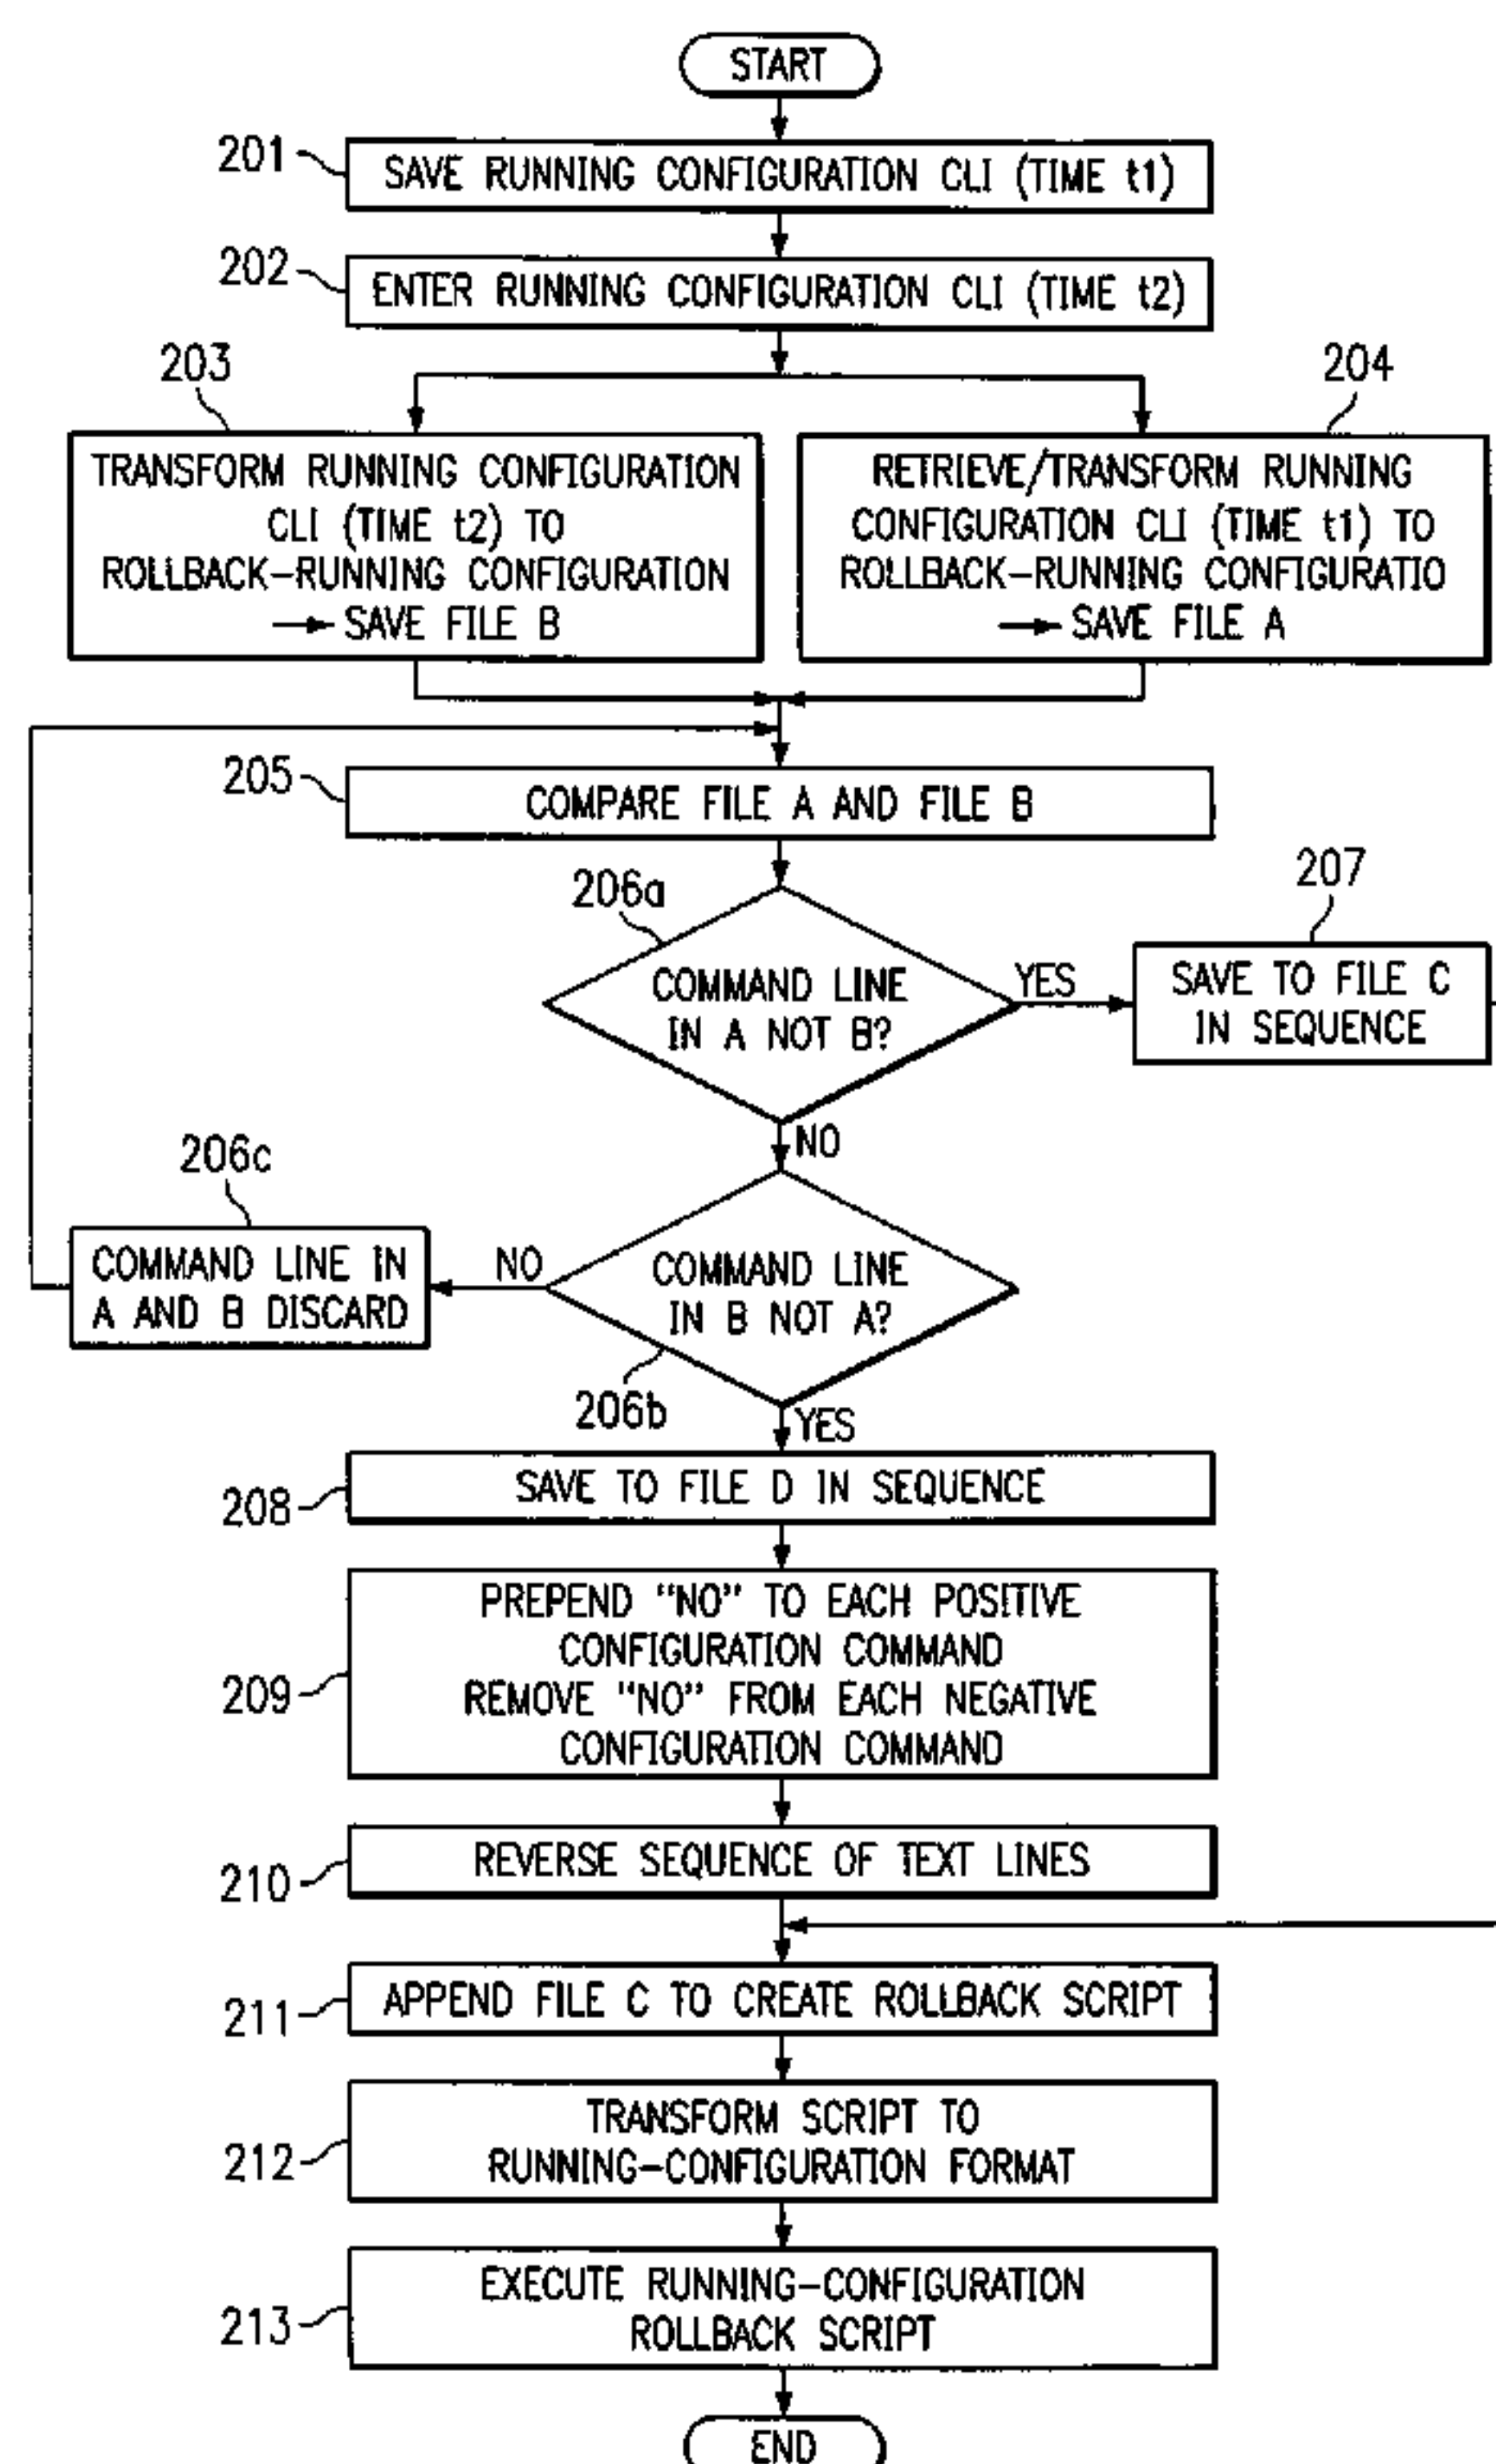 START
201
SAVE RUNNING CONFIGURATION CLI (TIME t1)
202
ENTER RUNNING CONFIGURATION CLI (TIME t2)
203
204
TRANSFORM RUNNING CONFIGURATION
CLI (TIME t2) TO
ROLLBACK-RUNNING CONFIGURATION
→ SAVE FILE B
RETRIEVE/TRANSFORM RUNNING
CONFIGURATION CLI (TIME t1) TO
ROLLBACK-RUNNING CONFIGURATIO
→ SAVE FILE A
205
COMPARE FILE A AND FILE B
206a
COMMAND LINE
IN A NOT B?
YES
207
SAVE TO FILE C
IN SEQUENCE
NO
206c
COMMAND LINE IN
A AND B DISCARD
NO
COMMAND LINE
IN B NOT A?
206b
YES
208
SAVE TO FILE D IN SEQUENCE
209
PREPEND "NO" TO EACH POSITIVE
CONFIGURATION COMMAND
REMOVE "NO" FROM EACH NEGATIVE
CONFIGURATION COMMAND
210
REVERSE SEQUENCE OF TEXT LINES
211
APPEND FILE C TO CREATE ROLLBACK SCRIPT
212
TRANSFORM SCRIPT TO
RUNNING-CONFIGURATION FORMAT
213
EXECUTE RUNNING-CONFIGURATION
ROLLBACK SCRIPT
END